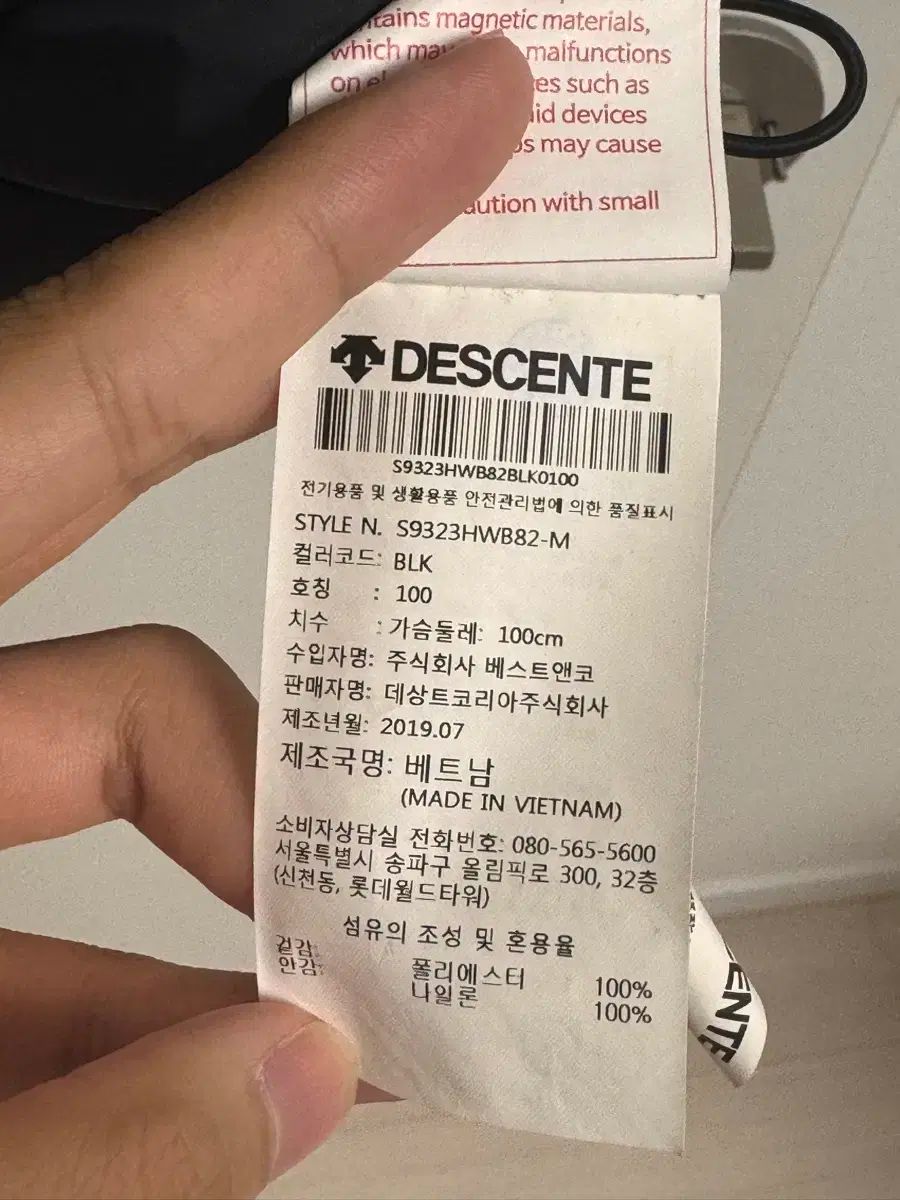 tains magnetic materials,
which may malfunctions
on es such as
id devices
ps may cause
aution with small
DESCENTE
S9323HWB82BLK0100
전기용품 및 생활용품 안전관리법에 의한 품질표시
STYLE N. S9323HWB82-M
컬러코드: BLK
호칭 : 100
치수 : 가슴둘레: 100cm
수입자명: 주식회사 베스트앤코
판매자명: 데상트코리아주식회사
제조년월: 2019.07
제조국명: 베트남
(MADE IN VIETNAM)
소비자상담실 전화번호: 080-565-5600
서울특별시 송파구 올림픽로 300, 32층
(신천동, 롯데월드타워)
섬유의 조성 및 혼용율
겉감: 폴리에스터 100%
안감: 나일론 100%
CENTE